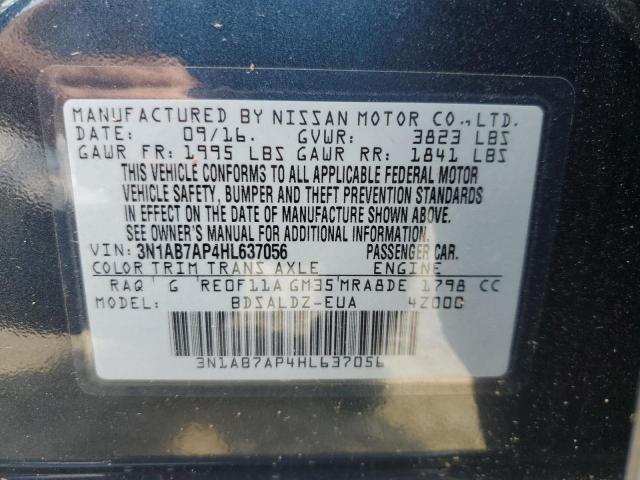 MANUFACTURED BY NISSAN MOTOR CO., LTD.
DATE: 09/16. GVWR: 3823 LBS
GAWR FR: 1995 LBS GAWR RR: 1841 LBS
THIS VEHICLE CONFORMS TO ALL APPLICABLE FEDERAL MOTOR
VEHICLE SAFETY, BUMPER AND THEFT PREVENTION STANDARDS
IN EFFECT ON THE DATE OF MANUFACTURE SHOWN ABOVE.
SEE OWNER'S MANUAL FOR ADDITIONAL INFORMATION.
VIN: 3N1AB7AP4HL637056 PASSENGER CAR.
COLOR TRIM TRANS AXLE ENGINE
RAQ G RE0F11A GM35 MRA8DE 1798 CC
MODEL: BDSALDZ-EUA 4Z000
3N1AB7AP4HL637056